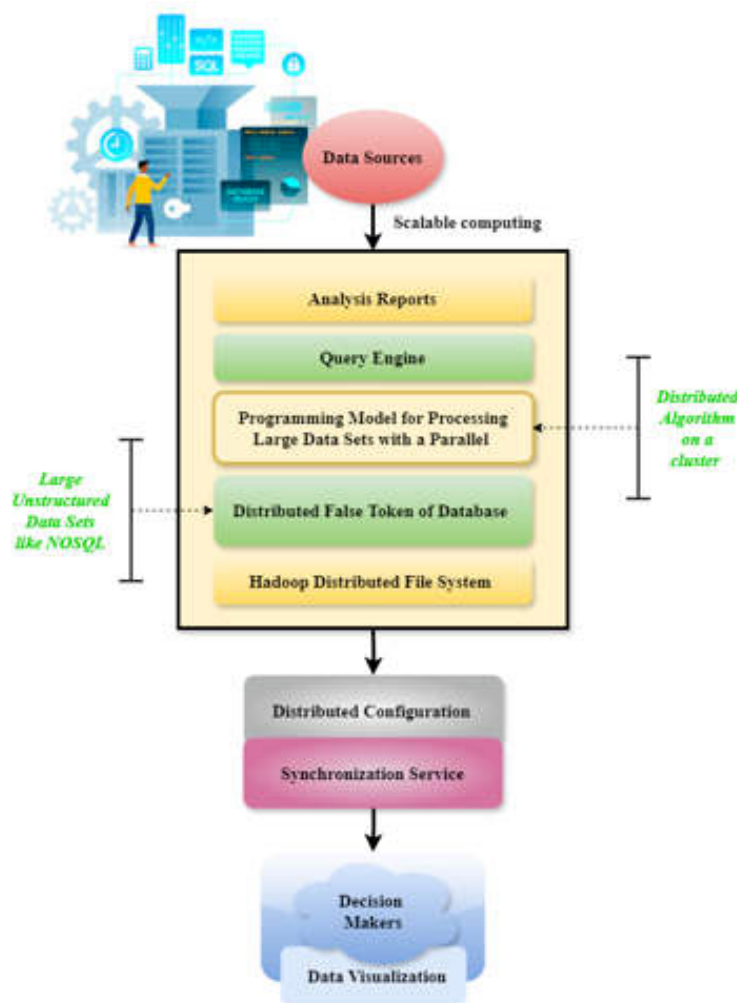 </>
SQL
Data Sources
Scalable computing
Analysis Reports
Query Engine
Programming Model for Processing
Large Data Sets with a Parallel
Distributed
Algorithm
on a
cluster
Large
Unstructured
Data Sets
like NOSQL
Distributed False Token of Database
Hadoop Distributed File System
Distributed Configuration
Synchronization Service
Decision
Makers
Data Visualization